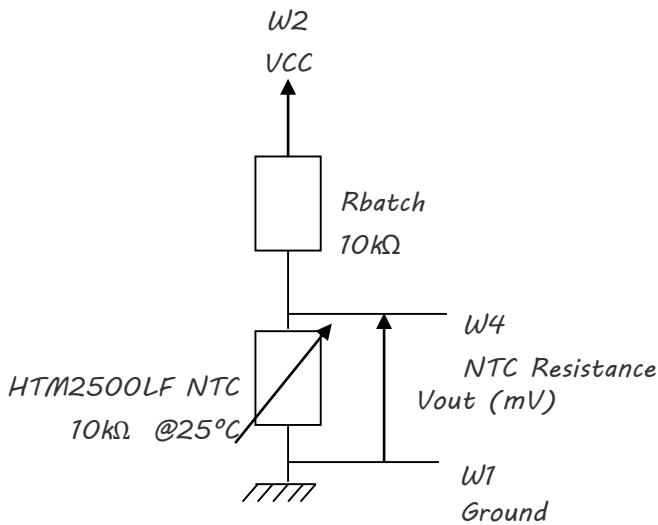 W2
VCC
Rbatch
10kΩ
W4
NTC Resistance
HTM2500LF NTC
Vout (mV)
10kΩ @25°C
W1
Ground